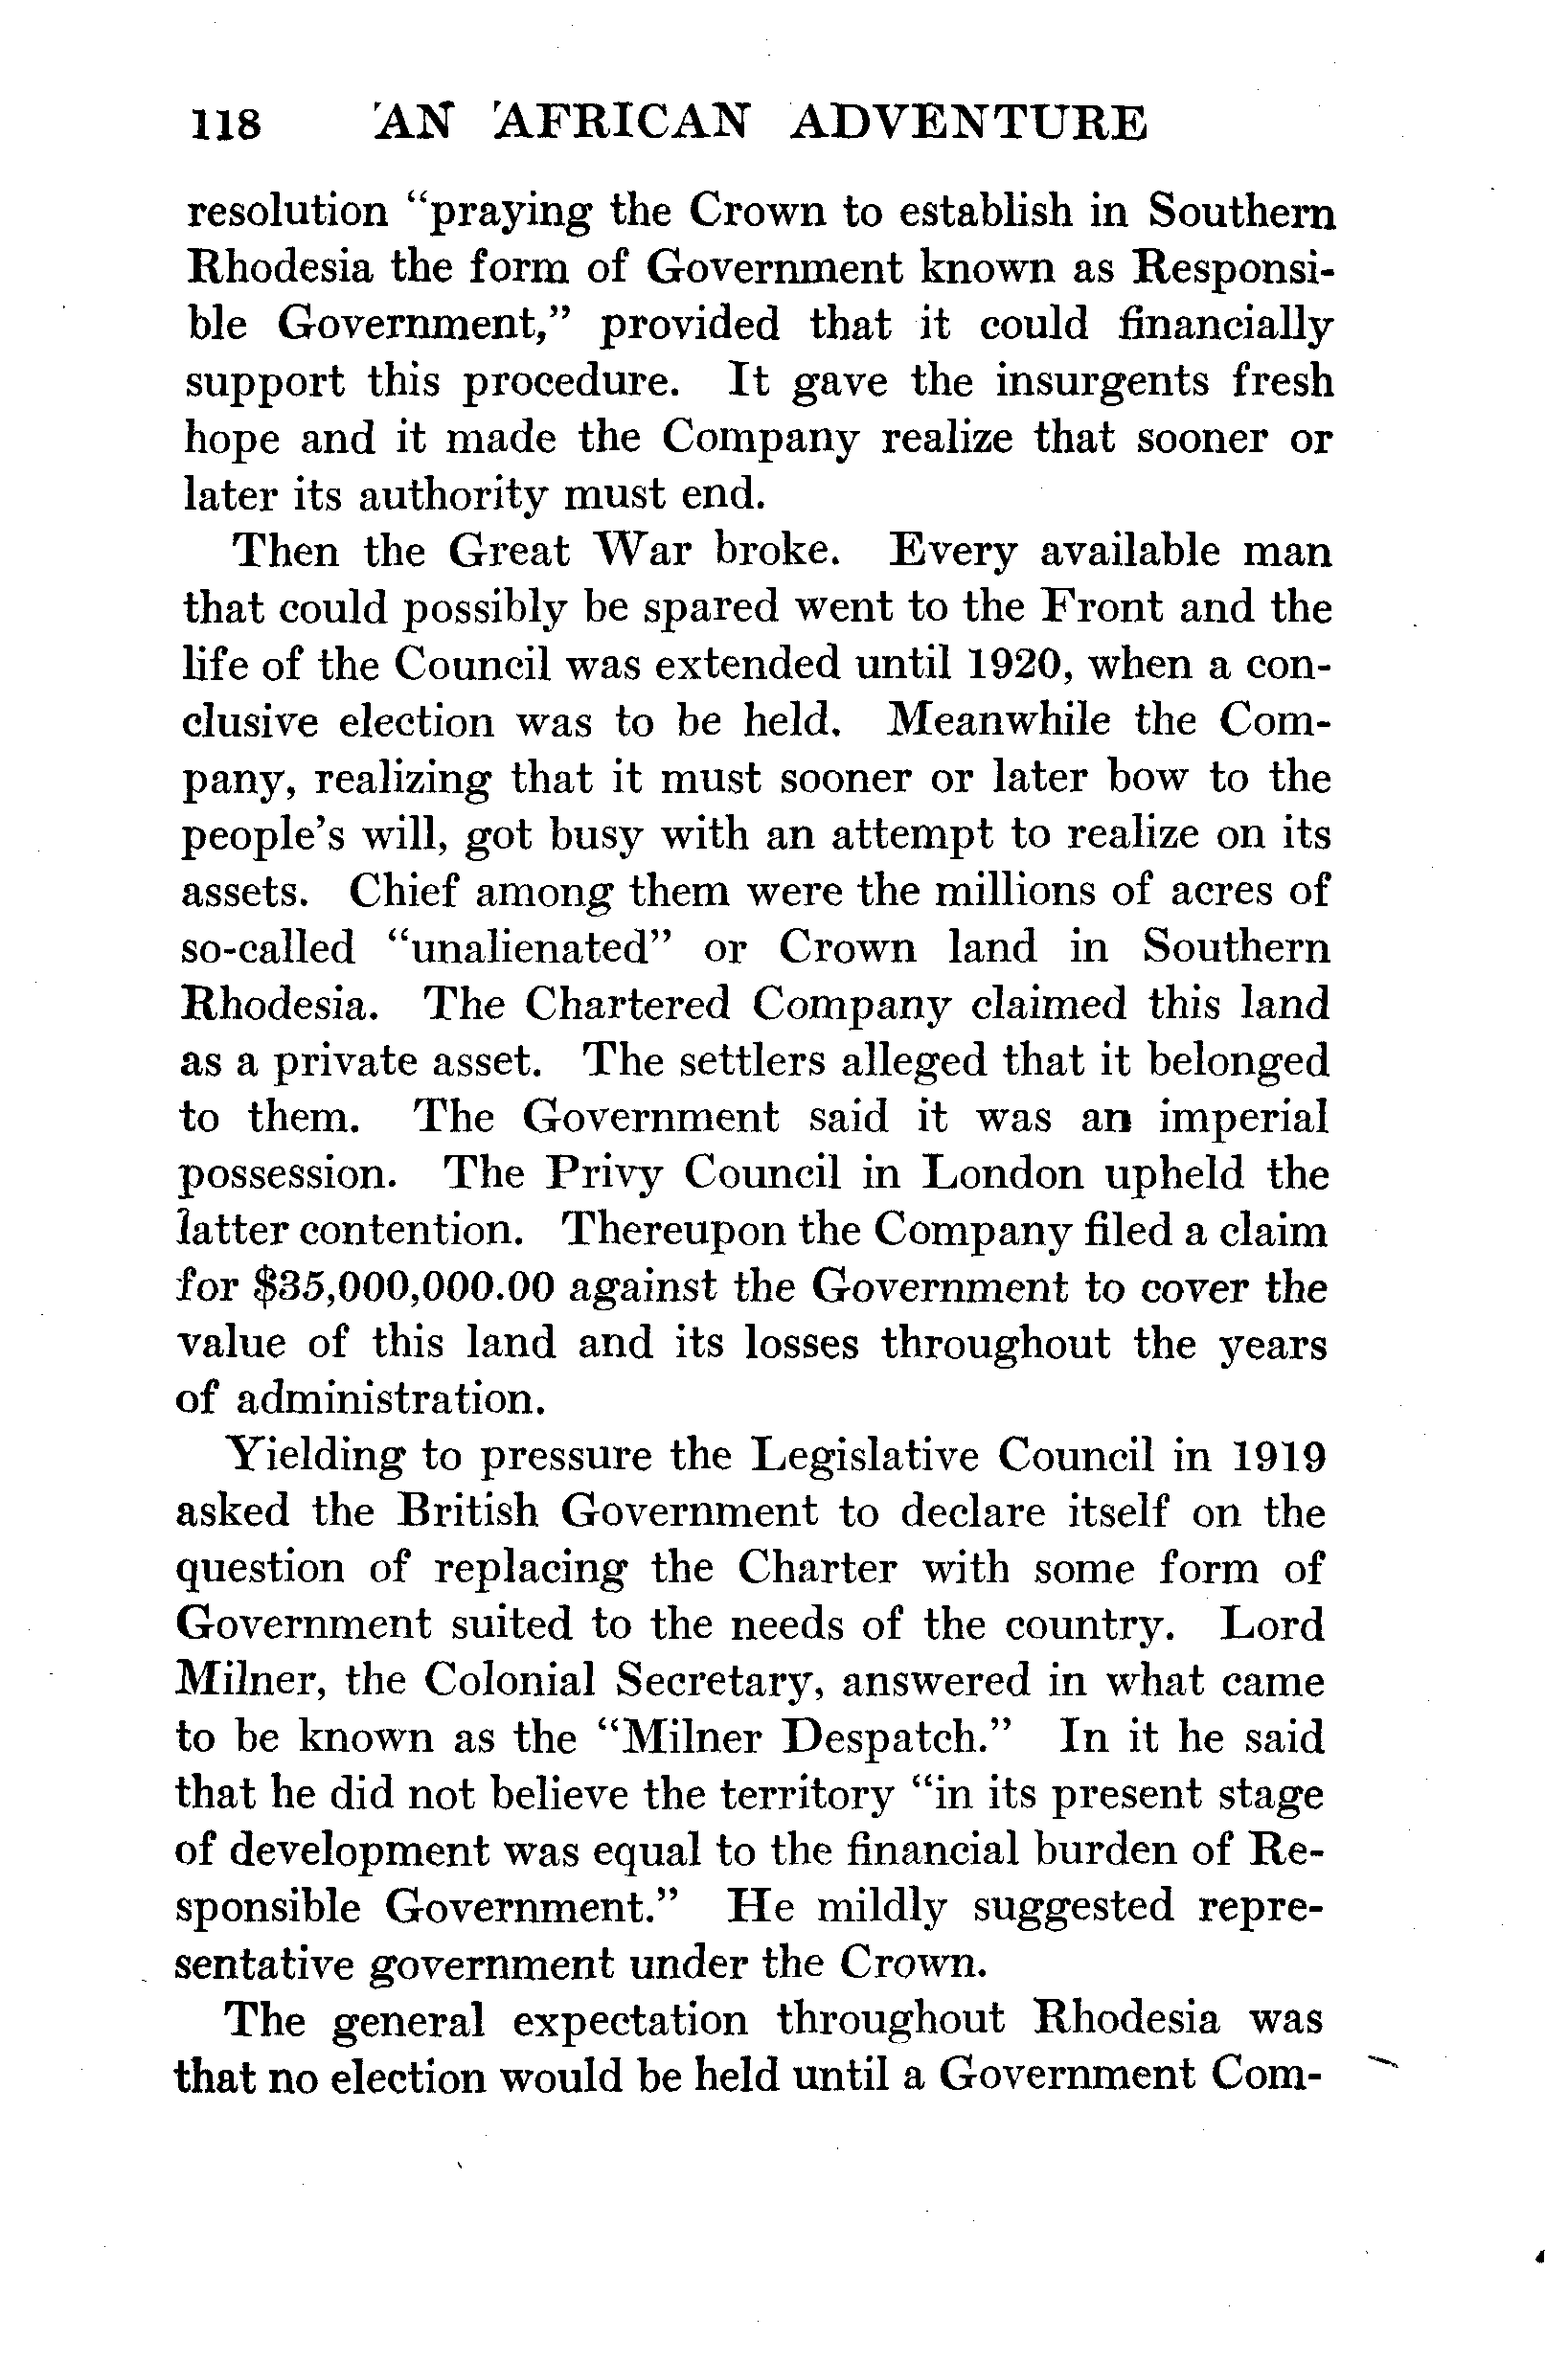 118 AN AFRICAN ADVENTURE
resolution “praying the Crown to establish in Southern
Rhodesia the form of Government known as Responsi-
ble Government,” provided that it could financially
support this procedure. It gave the insurgents fresh
hope and it made the Company realize that sooner or
later its authority must end.
Then the Great War broke. Every available man
that could possibly be spared went to the Front and the
life of the Council was extended until 1920, when a con-
clusive election was to be held. Meanwhile the Com-
pany, realizing that it must sooner or later bow to the
people’s will, got busy with an attempt to realize on its
assets. Chief among them were the millions of acres of
so-called “unalienated” or Crown land in Southern
Rhodesia. The Chartered Company claimed this land
as a private asset. The settlers alleged that it belonged
to them. The Government said it was an imperial
possession. The Privy Council in London upheld the
latter contention. Thereupon the Company filed a claim
for $35,000,000.00 against the Government to cover the
value of this land and its losses throughout the years
of administration.
Yielding to pressure the Legislative Council in 1919
asked the British Government to declare itself on the
question of replacing the Charter with some form of
Government suited to the needs of the country. Lord
Milner, the Colonial Secretary, answered in what came
to be known as the “Milner Despatch.” In it he said
that he did not believe the territory “in its present stage
of development was equal to the financial burden of Re-
sponsible Government.” He mildly suggested repre-
sentative government under the Crown.
The general expectation throughout Rhodesia was
that no election would be held until a Government Com-